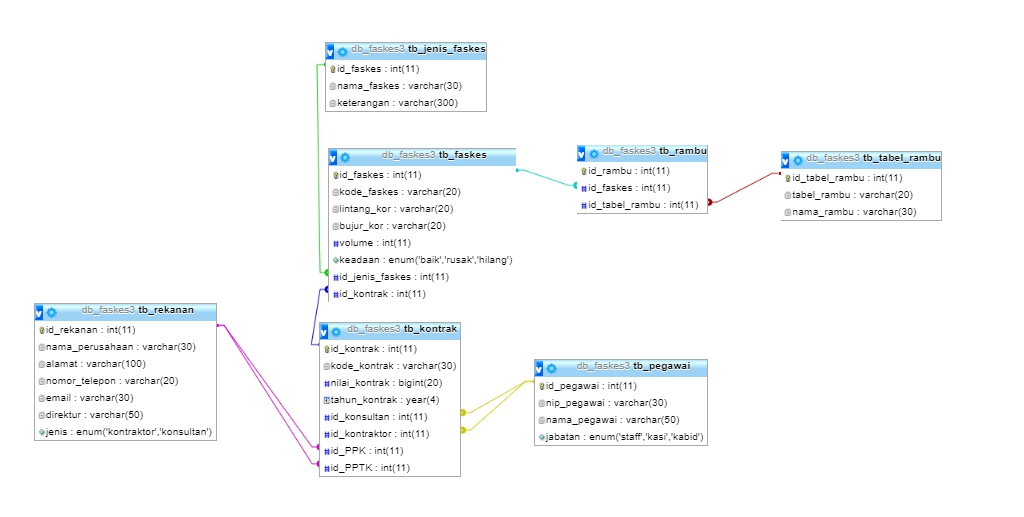 db_faskes3 tb_jenis_faskes
id_faskes : int(11)
nama_faskes : varchar(30)
keterangan : varchar(300)
db_faskes3 tb_faskes
id_faskes : int(11)
kode_faskes : varchar(20)
lintang_kor : varchar(20)
bujur_kor : varchar(20)
volume : int(11)
keadaan : enum('baik','rusak','hilang')
id_jenis_faskes : int(11)
id_kontrak : int(11)
db_faskes3 tb_rambu
id_rambu : int(11)
id_faskes : int(11)
id_tabel_rambu : int(11)
db_faskes3 tb_tabel_rambu
id_tabel_rambu : int(11)
tabel_rambu : varchar(20)
nama_rambu : varchar(30)
db_faskes3 tb_rekanan
id_rekanan : int(11)
nama_perusahaan : varchar(30)
alamat : varchar(100)
nomor_telepon : varchar(20)
email : varchar(30)
direktur : varchar(50)
jenis : enum('kontraktor','konsultan')
db_faskes3 tb_kontrak
id_kontrak : int(11)
kode_kontrak : varchar(30)
nilai_kontrak : bigint(20)
tahun_kontrak : year(4)
id_konsultan : int(11)
id_kontraktor : int(11)
id_PPK : int(11)
id_PPTK : int(11)
db_faskes3 tb_pegawai
id_pegawai : int(11)
nip_pegawai : varchar(30)
nama_pegawai : varchar(50)
jabatan : enum('staff','kasi','kabid')